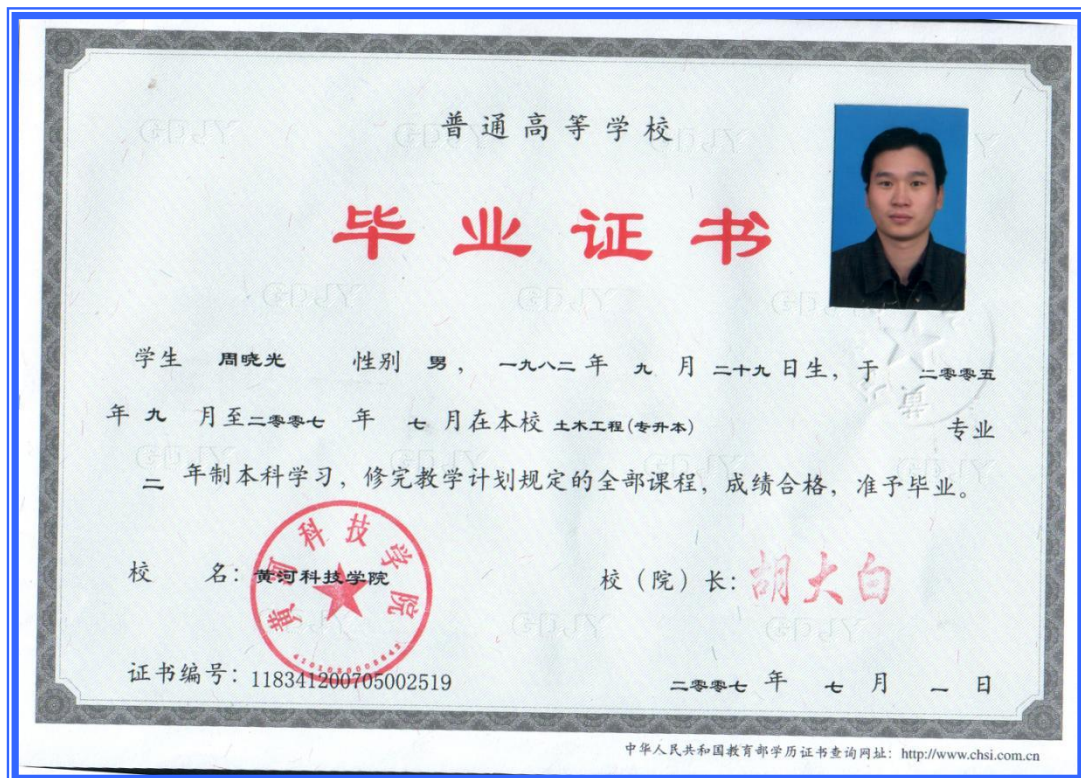 普通高等学校
毕业证书
学生 周晓光 性别 男，一九八二 年 九 月 二十九 日生，于 二零零五
年 九 月至 二零零七 年 七 月在本校 土木工程(专升本) 专业
二 年制本科学习，修完教学计划规定的全部课程，成绩合格，准予毕业。
黄河科技学院
校 名：黄河科技学院 校（院）长：胡大白
证书编号：118341200705002519 二零零七 年 七 月 一 日
中华人民共和国教育部学历证书查询网址：http://www.chsi.com.cn